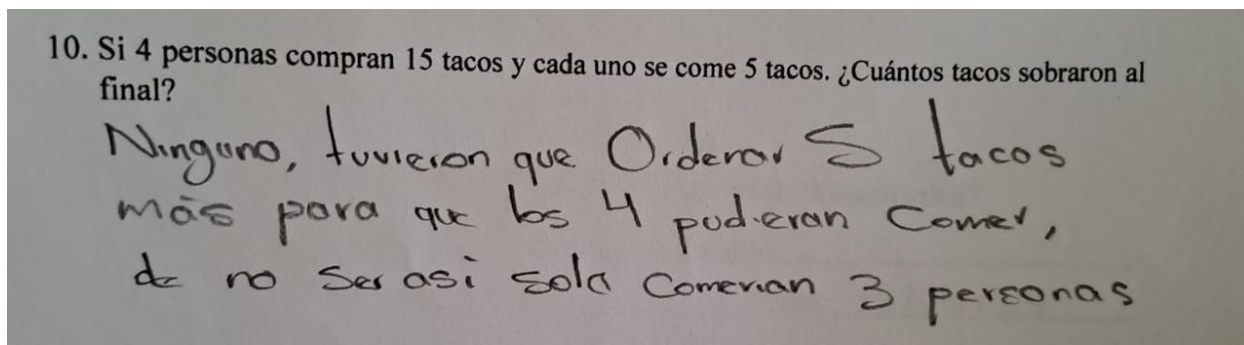 10. Si 4 personas compran 15 tacos y cada uno se come 5 tacos. ¿Cuántos tacos sobraron al
final?
Ninguno, tuvieron que Ordenar 5 tacos
más para que los 4 pudieran Comer,
de no ser asi solo Comerian 3 personas